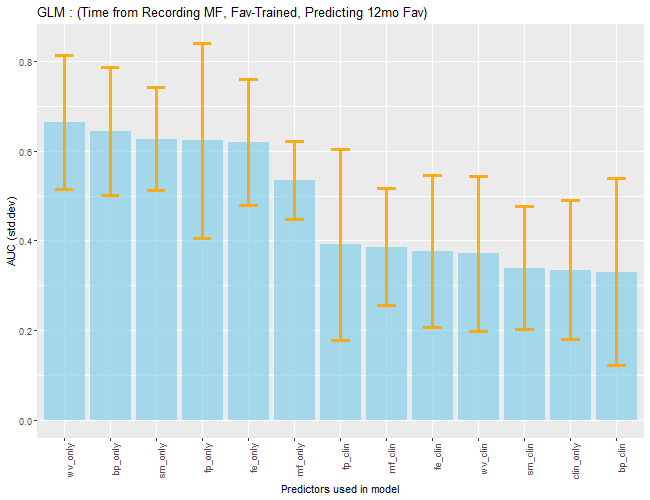 GLM : (Time from Recording MF, Fav-Trained, Predicting 12mo Fav)
AUC (std.dev)
0.8
0.6
0.4
0.2
0.0
wv_only
bp_only
sm_only
fp_only
fe_only
mf_only
fp_clin
mf_clin
fe_clin
wv_clin
sm_clin
clin_only
bp_clin
Predictors used in model